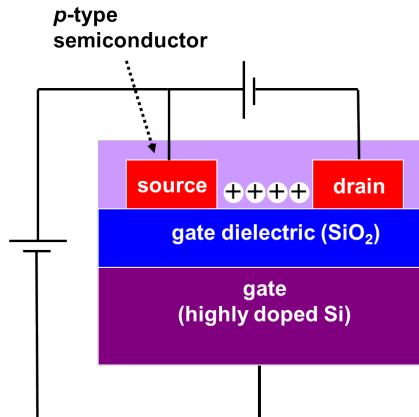 p-type
semiconductor
source
++++
drain
gate dielectric (SiO₂)
gate
(highly doped Si)